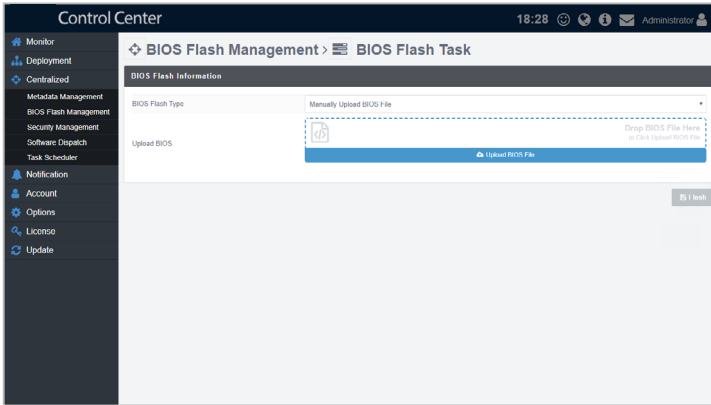 Control Center
18:28
Administrator
Monitor
Deployment
Centralized
Metadata Management
BIOS Flash Management
Security Management
Software Dispatch
Task Scheduler
Notification
Account
Options
License
Update
BIOS Flash Management > BIOS Flash Task
BIOS Flash Information
BIOS Flash Type
Manually Upload BIOS File
Upload BIOS
Drop BIOS File Here
or Click Upload BIOS File
Upload BIOS File
Flash